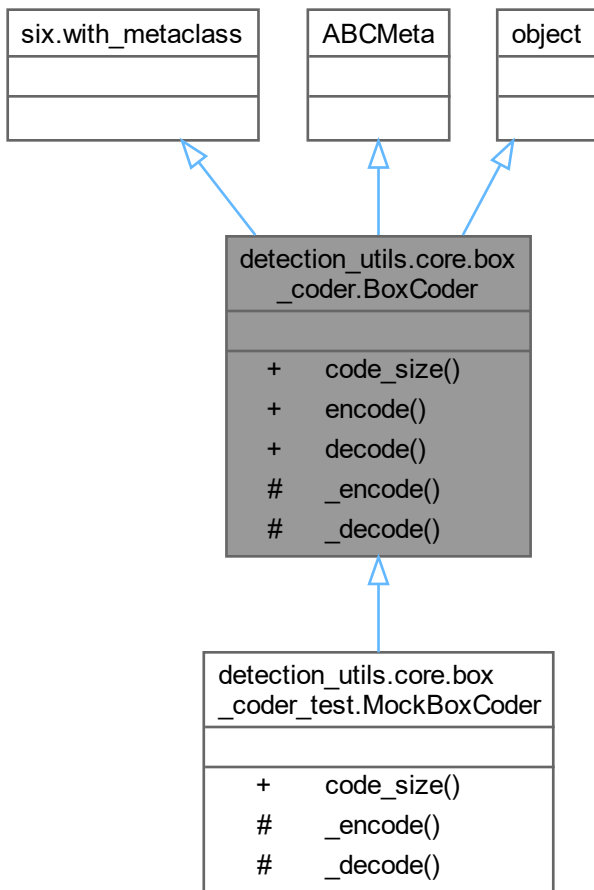 six.with_metaclass
ABCMeta
object
detection_utils.core.box
_coder.BoxCoder
+ code_size()
+ encode()
+ decode()
# _encode()
# _decode()
detection_utils.core.box
_coder_test.MockBoxCoder
+ code_size()
# _encode()
# _decode()